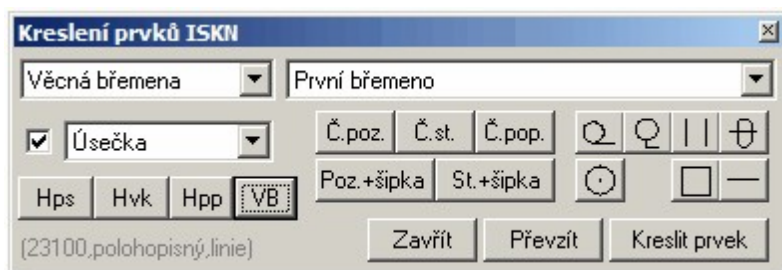 Kreslení prvků ISKN
Věcná břemena První břemeno
Úsečka Č.poz. Č.st. Č.pop.
Hps Hvk Hpp VB Poz.+šipka St.+šipka
(23100,polohopisný,linie) Zavřít Převzít Kreslit prvek